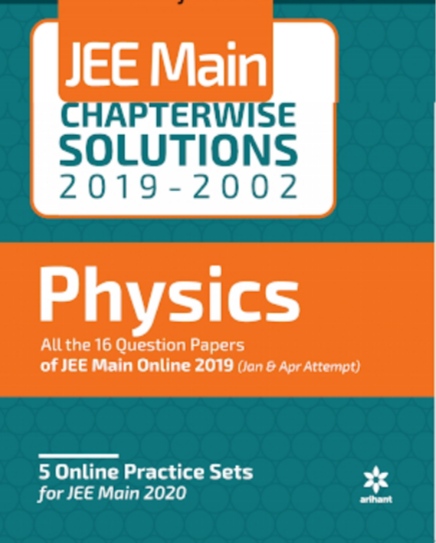 JEE Main
CHAPTERWISE
SOLUTIONS
2019-2002
Physics
All the 16 Question Papers
of JEE Main Online 2019 (Jan & Apr Attempt)
5 Online Practice Sets
for JEE Main 2020
arihant